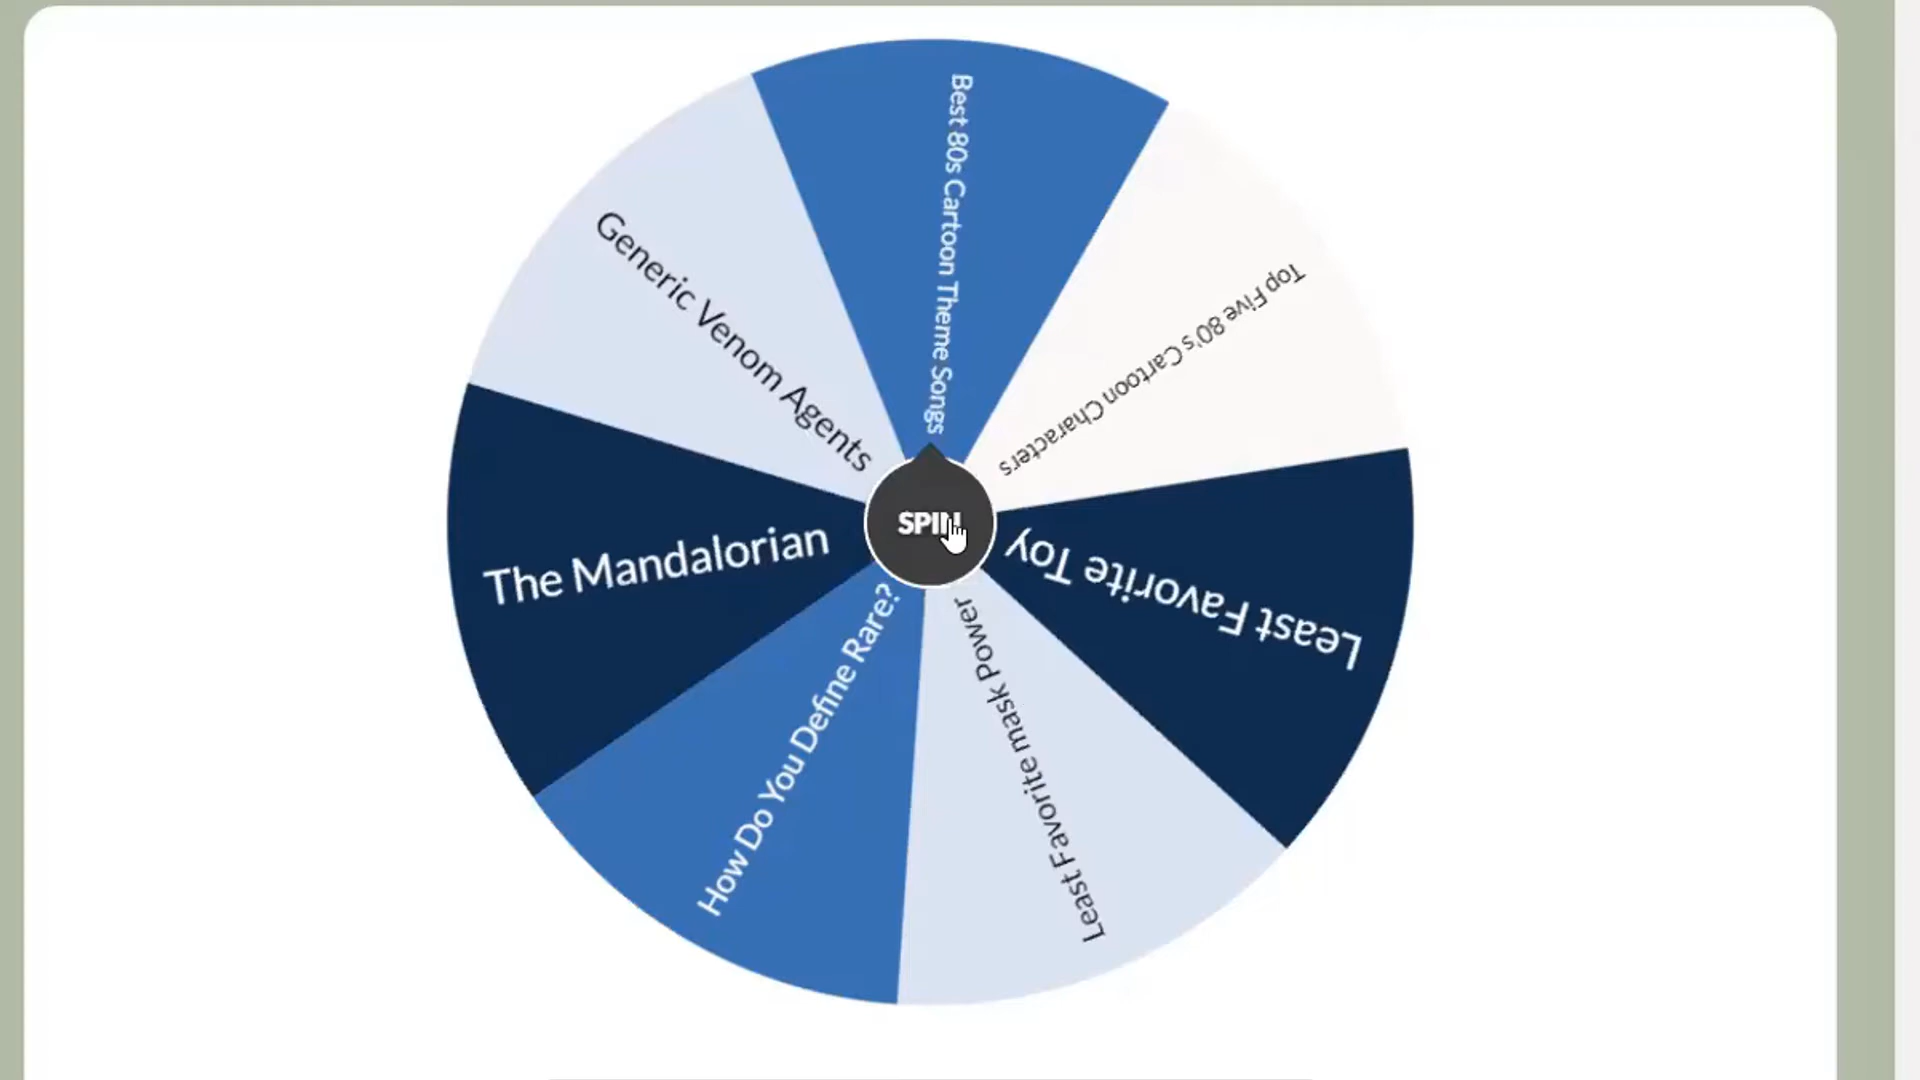 Best 80s Cartoon Theme Songs
Top Five 80's Cartoon Characters
Least Favorite Toy
Least Favorite mask Power
How Do You Define Rare?
The Mandalorian
Generic Venom Agents
SPIN